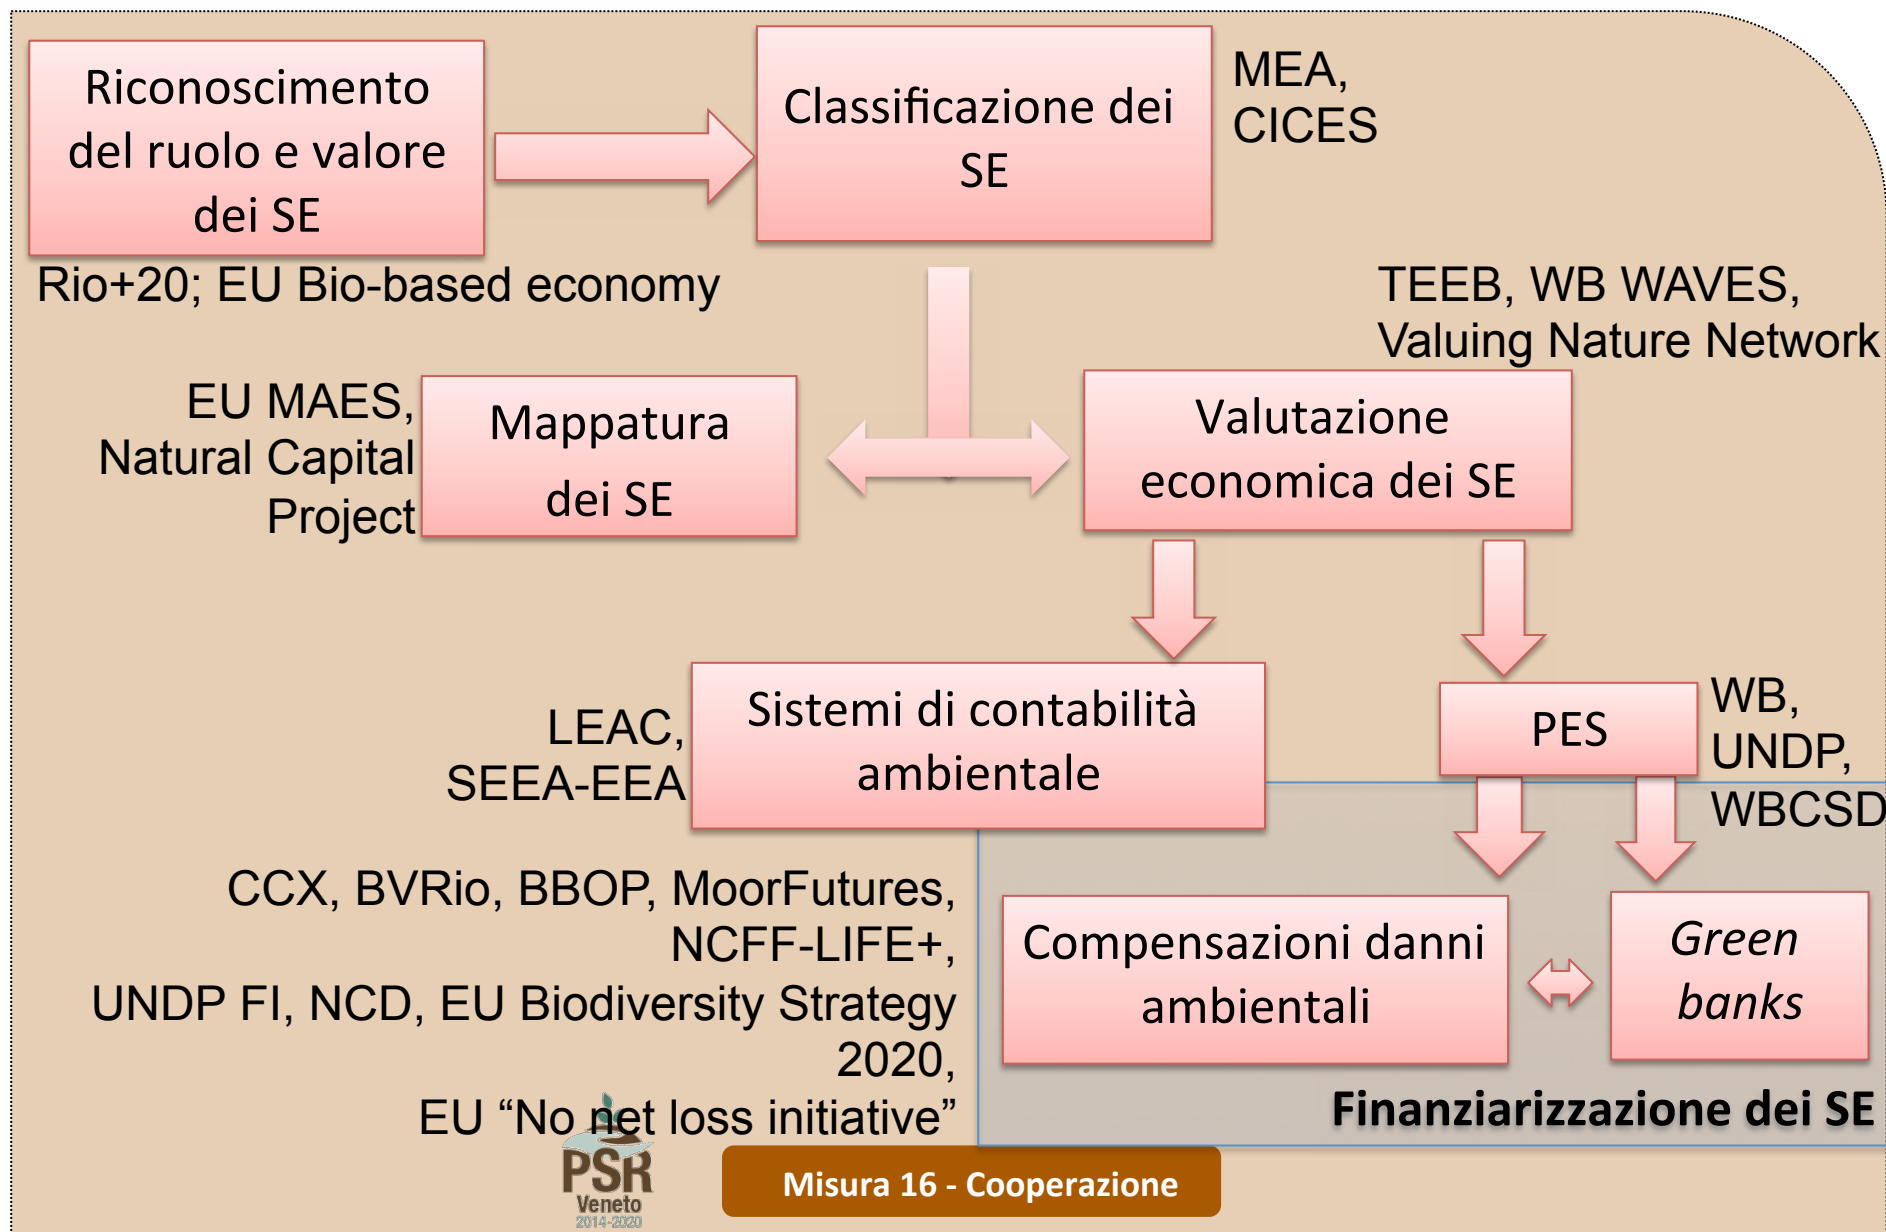 Riconoscimento
del ruolo e valore
dei SE
Classificazione dei
SE
MEA,
CICES
Rio+20; EU Bio-based economy
TEEB, WB WAVES,
Valuing Nature Network
EU MAES,
Natural Capital
Project
Mappatura
dei SE
Valutazione
economica dei SE
LEAC,
SEEA-EEA
Sistemi di contabilità
ambientale
PES
WB,
UNDP,
WBCSD
CCX, BVRio, BBOP, MoorFutures,
NCFF-LIFE+,
UNDP FI, NCD, EU Biodiversity Strategy
2020,
EU “No net loss initiative”
Compensazioni danni
ambientali
Green
banks
Finanziarizzazione dei SE
PSR
Veneto
2014-2020
Misura 16 - Cooperazione